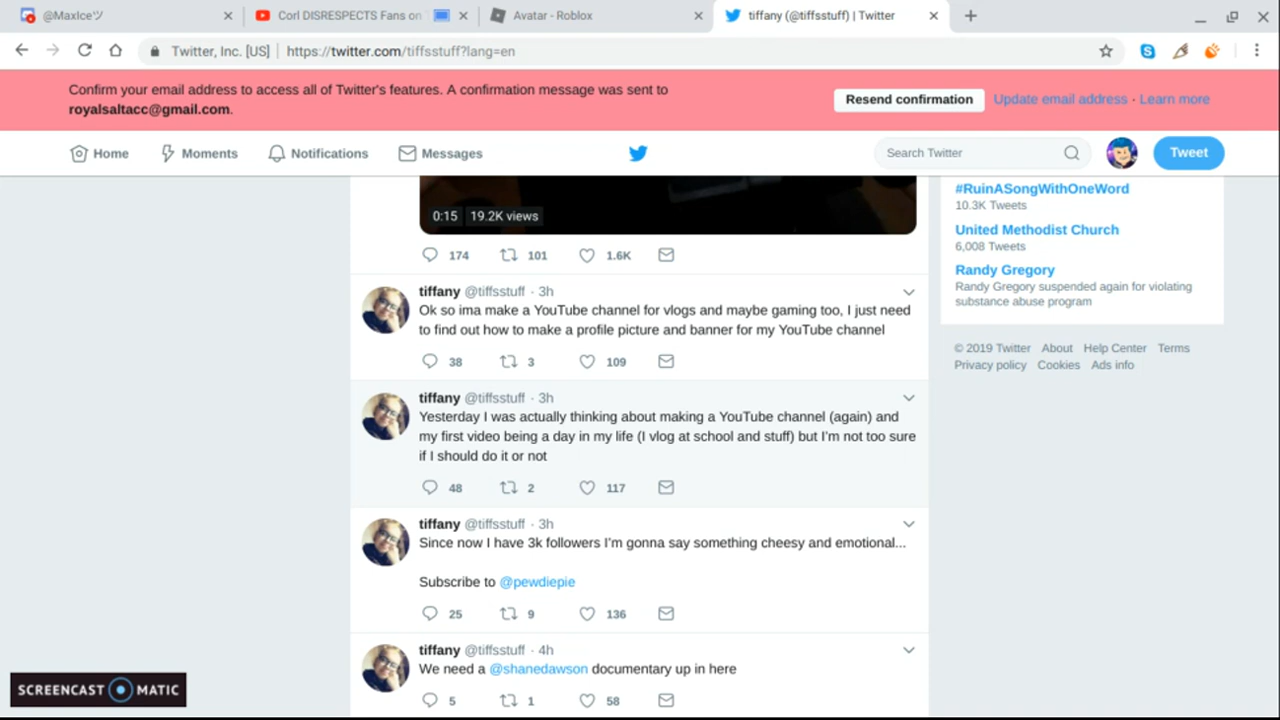 @MaxIceツ
Corl DISRESPECTS Fans on
Avatar - Roblox
tiffany (@tiffsstuff) | Twitter
Twitter, Inc. [US]
https://twitter.com/tiffsstuff?lang=en
Confirm your email address to access all of Twitter's features. A confirmation message was sent to
royalsaltacc@gmail.com.
Resend confirmation
Update email address · Learn more
Home
Moments
Notifications
Messages
Search Twitter
Tweet
0:15
19.2K views
174
101
1.6K
tiffany @tiffsstuff · 3h
Ok so ima make a YouTube channel for vlogs and maybe gaming too, I just need
to find out how to make a profile picture and banner for my YouTube channel
38
3
109
tiffany @tiffsstuff · 3h
Yesterday I was actually thinking about making a YouTube channel (again) and
my first video being a day in my life (I vlog at school and stuff) but I'm not too sure
if I should do it or not
48
2
117
tiffany @tiffsstuff · 3h
Since now I have 3k followers I'm gonna say something cheesy and emotional...
Subscribe to @pewdiepie
25
9
136
tiffany @tiffsstuff · 4h
We need a @shanedawson documentary up in here
5
1
58
#RuinASongWithOneWord
10.3K Tweets
United Methodist Church
6,008 Tweets
Randy Gregory
Randy Gregory suspended again for violating
substance abuse program
© 2019 Twitter About Help Center Terms
Privacy policy Cookies Ads info
SCREENCAST MATIC